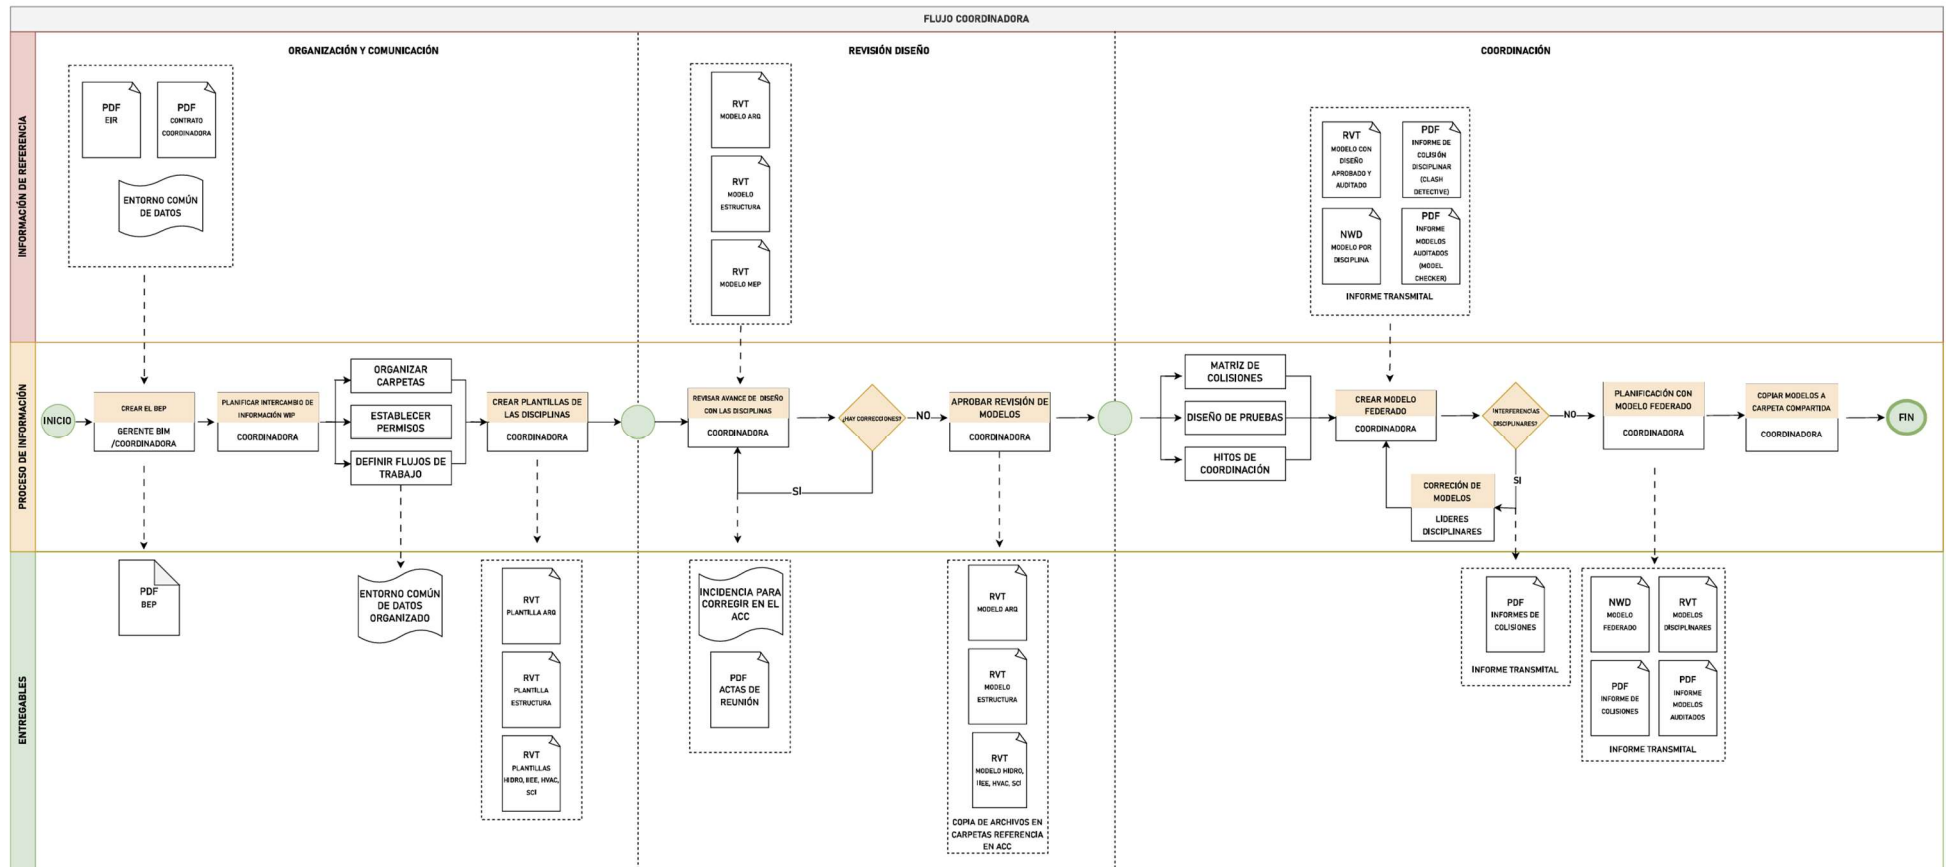 FLUJO COORDINADORA
ORGANIZACIÓN Y COMUNICACIÓN
REVISIÓN DISEÑO
COORDINACIÓN
INFORMACIÓN DE REFERENCIA
PDF
EIR
PDF
CONTRATO
COORDINADORA
ENTORNO COMÚN
DE DATOS
RVT
MODELO ARQ
RVT
MODELO
ESTRUCTURA
RVT
MODELO MEP
RVT
MODELO CON
DISEÑO
APROBADO Y
AUDITADO
PDF
INFORME DE
COLISIÓN
DISCIPLINAR
(CLASH
DETECTIVE)
NWD
MODELO POR
DISCIPLINA
PDF
INFORME
MODELOS
AUDITADOS
(MODEL
CHECKER)
INFORME TRANSMITAL
PROCESO DE INFORMACIÓN
INICIO
CREAR EL BEP
GERENTE BIM
/COORDINADORA
PLANIFICAR INTERCAMBIO DE
INFORMACIÓN WIP
COORDINADORA
ORGANIZAR
CARPETAS
ESTABLECER
PERMISOS
DEFINIR FLUJOS DE
TRABAJO
CREAR PLANTILLAS DE
LAS DISCIPLINAS
COORDINADORA
REVISAR AVANCE DE DISEÑO
CON LAS DISCIPLINAS
COORDINADORA
¿HAY CORRECCIONES?
NO
SI
APROBAR REVISIÓN DE
MODELOS
COORDINADORA
MATRIZ DE
COLISIONES
DISEÑO DE PRUEBAS
HITOS DE
COORDINACIÓN
CREAR MODELO
FEDERADO
COORDINADORA
INTERFERENCIAS
DISCIPLINARES?
NO
SI
CORRECIÓN DE
MODELOS
LÍDERES
DISCIPLINARES
PLANIFICACIÓN CON
MODELO FEDERADO
COORDINADORA
COPIAR MODELOS A
CARPETA COMPARTIDA
COORDINADORA
FIN
ENTREGABLES
PDF
BEP
ENTORNO COMÚN
DE DATOS
ORGANIZADO
RVT
PLANTILLA ARQ
RVT
PLANTILLA
ESTRUCTURA
RVT
PLANTILLAS
HIDRO, IIEE, HVAC,
SCI
INCIDENCIA PARA
CORREGÍR EN EL
ACC
PDF
ACTAS DE
REUNIÓN
RVT
MODELO ARQ
RVT
MODELO
ESTRUCTURA
RVT
MODELO HIDRO,
IIEE, HVAC, SCI
COPIA DE ARCHIVOS EN
CARPETAS REFERENCIA
EN ACC
PDF
INFORMES DE
COLISIONES
INFORME TRANSMITAL
NWD
MODELO
FEDERADO
RVT
MODELOS
DISCIPLINARES
PDF
INFORME DE
COLISIONES
PDF
INFORME
MODELOS
AUDITADOS
INFORME TRANSMITAL